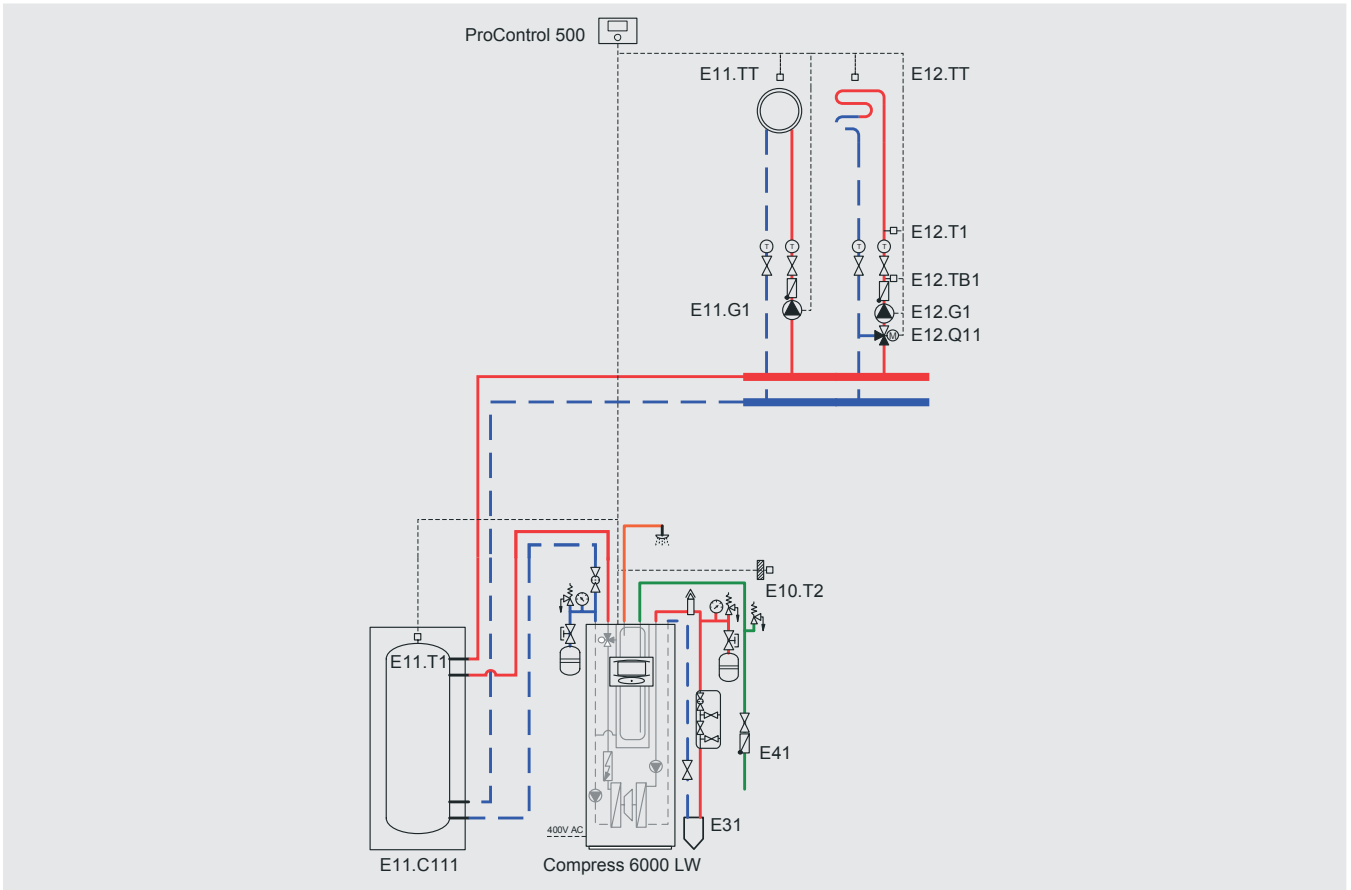 ProControl 500
E11.TT
E12.TT
T
T
T
T
E12.T1
E12.TB1
E11.G1
E12.G1
M
E12.Q11
E10.T2
E11.T1
E41
E31
400V AC
E11.C111
Compress 6000 LW